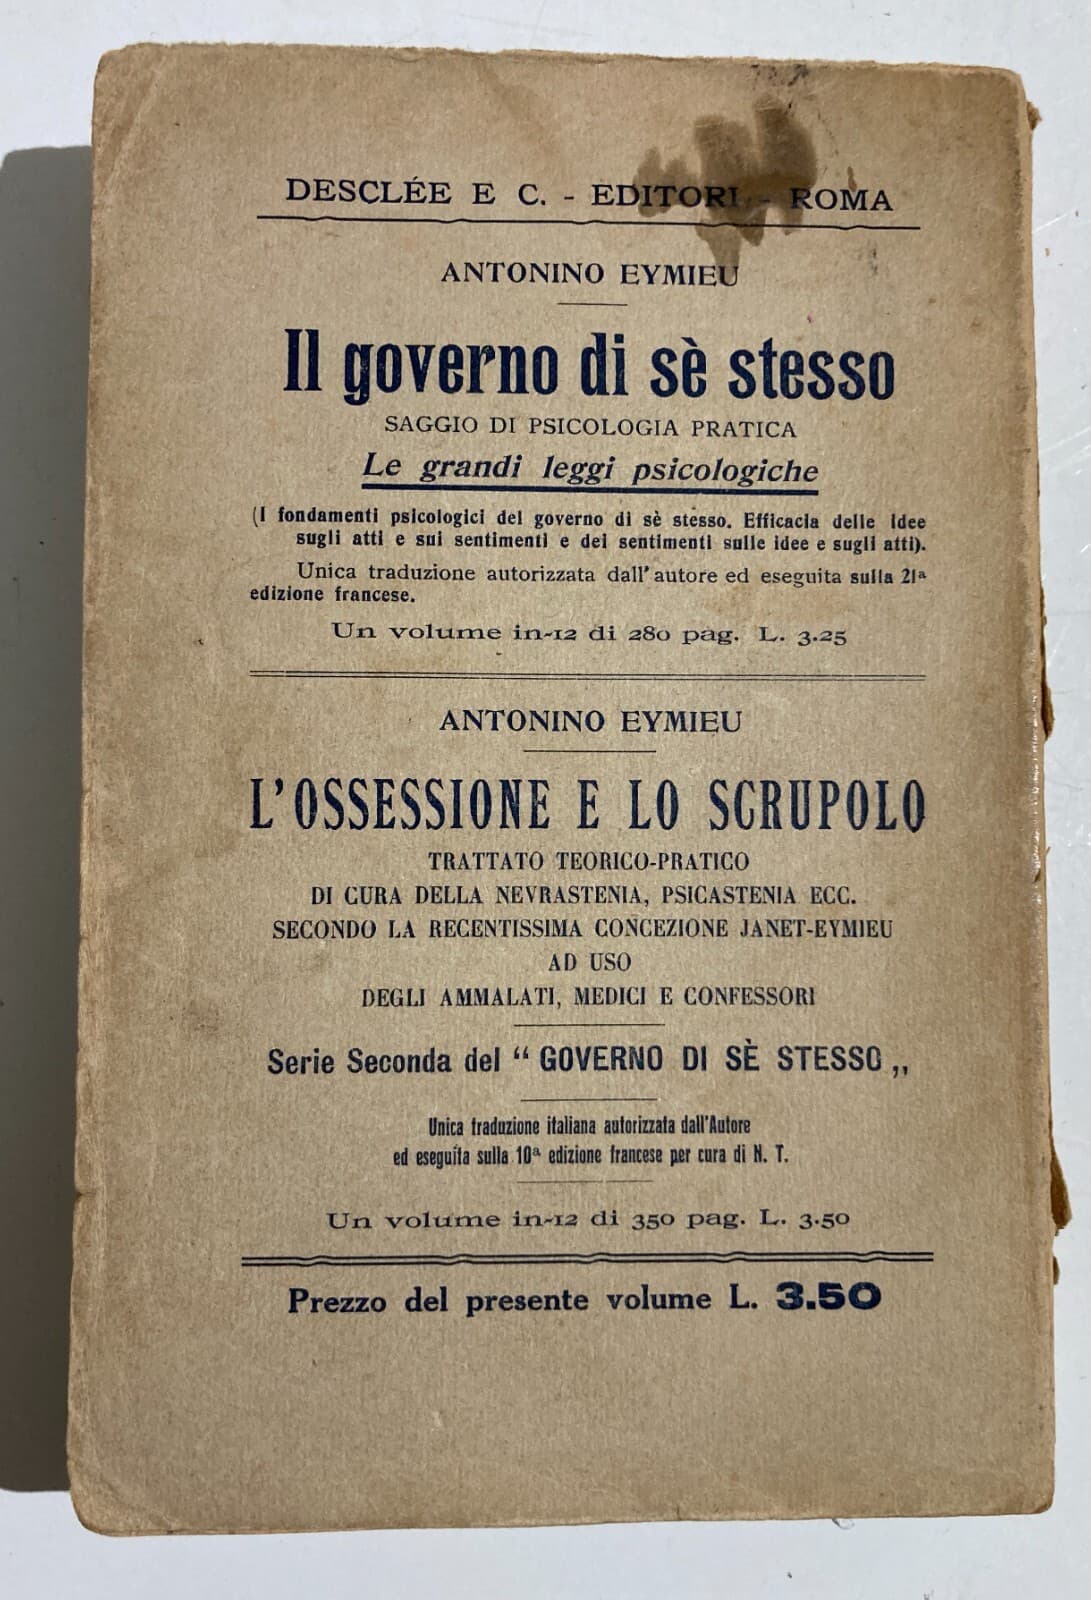 DESCLÉE E C. - EDITORI - ROMA
ANTONINO EYMIEU
Il governo di sè stesso
SAGGIO DI PSICOLOGIA PRATICA
Le grandi leggi psicologiche
(I fondamenti psicologici del governo di sè stesso. Efficacia delle idee
sugli atti e sui sentimenti e dei sentimenti sulle idee e sugli atti).
Unica traduzione autorizzata dall'autore ed eseguita sulla 21ª
edizione francese.
Un volume in-12 di 280 pag. L. 3.25
ANTONINO EYMIEU
L'OSSESSIONE E LO SCRUPOLO
TRATTATO TEORICO-PRATICO
DI CURA DELLA NEVRASTENIA, PSICASTENIA ECC.
SECONDO LA RECENTISSIMA CONCEZIONE JANET-EYMIEU
AD USO
DEGLI AMMALATI, MEDICI E CONFESSORI
Serie Seconda del “ GOVERNO DI SÈ STESSO „
Unica traduzione italiana autorizzata dall'Autore
ed eseguita sulla 10ª edizione francese per cura di N. T.
Un volume in-12 di 350 pag. L. 3.50
Prezzo del presente volume L. 3.50